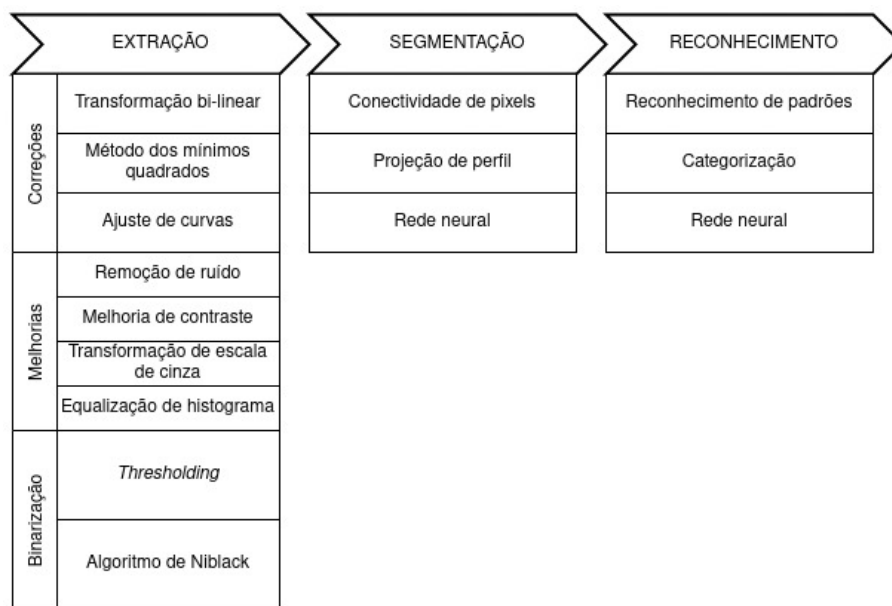 EXTRAÇÃO
SEGMENTAÇÃO
RECONHECIMENTO
Correções
Transformação bi-linear
Método dos mínimos
quadrados
Ajuste de curvas
Melhorias
Remoção de ruído
Melhoria de contraste
Transformação de escala
de cinza
Equalização de histograma
Binarização
Thresholding
Algoritmo de Niblack
Conectividade de pixels
Projeção de perfil
Rede neural
Reconhecimento de padrões
Categorização
Rede neural